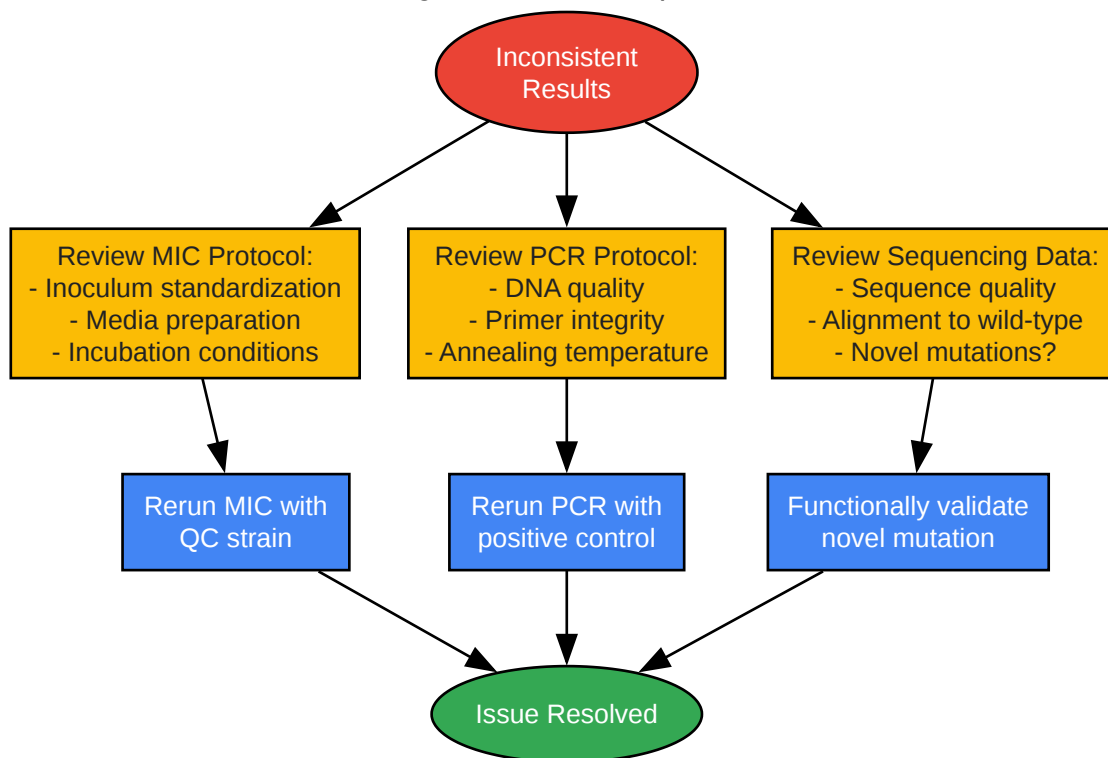 Inconsistent
Results
Review MIC Protocol:
- Inoculum standardization
- Media preparation
- Incubation conditions
Review PCR Protocol:
- DNA quality
- Primer integrity
- Annealing temperature
Review Sequencing Data:
- Sequence quality
- Alignment to wild-type
- Novel mutations?
Rerun MIC with
QC strain
Rerun PCR with
positive control
Functionally validate
novel mutation
Issue Resolved